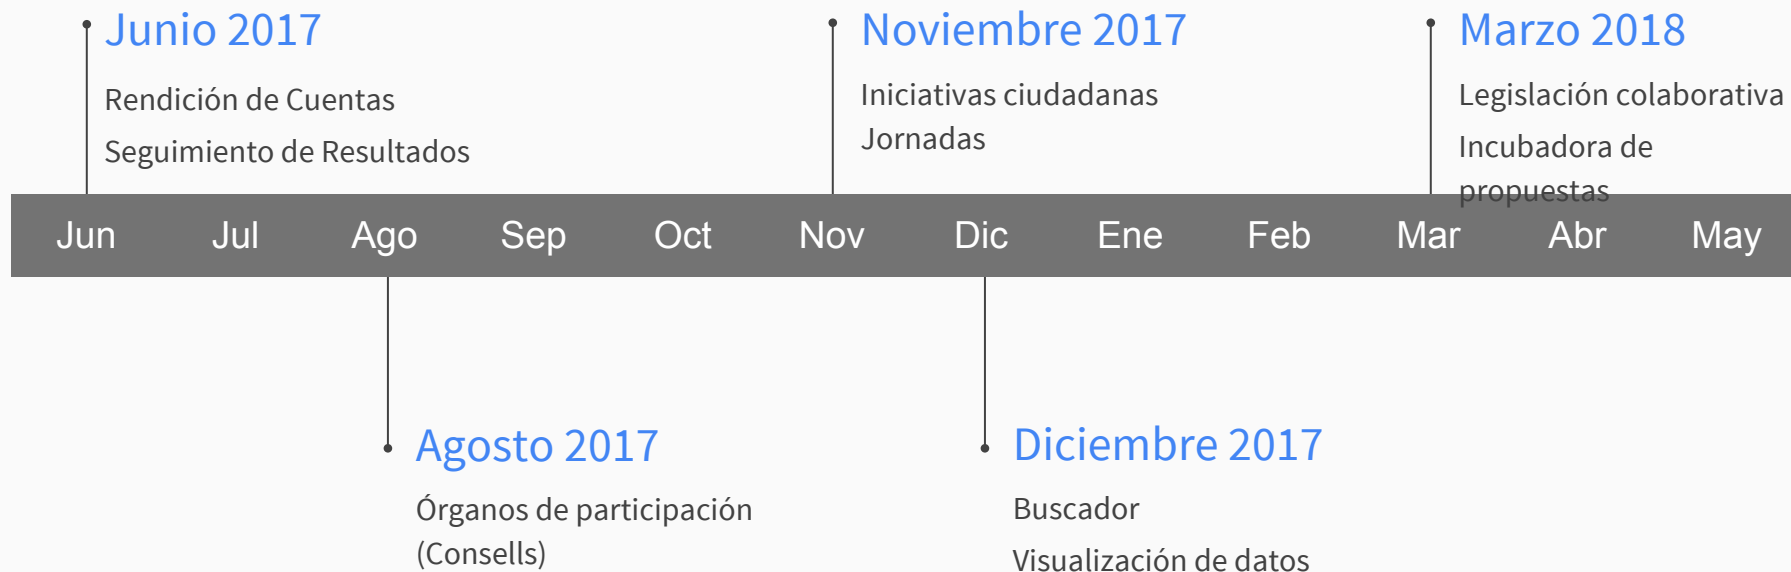 Junio 2017
Rendición de Cuentas
Seguimiento de Resultados
Noviembre 2017
Iniciativas ciudadanas
Jornadas
Marzo 2018
Legislación colaborativa
Incubadora de
propuestas
Jun Jul Ago Sep Oct Nov Dic Ene Feb Mar Abr May
Agosto 2017
Órganos de participación
(Consells)
Diciembre 2017
Buscador
Visualización de datos